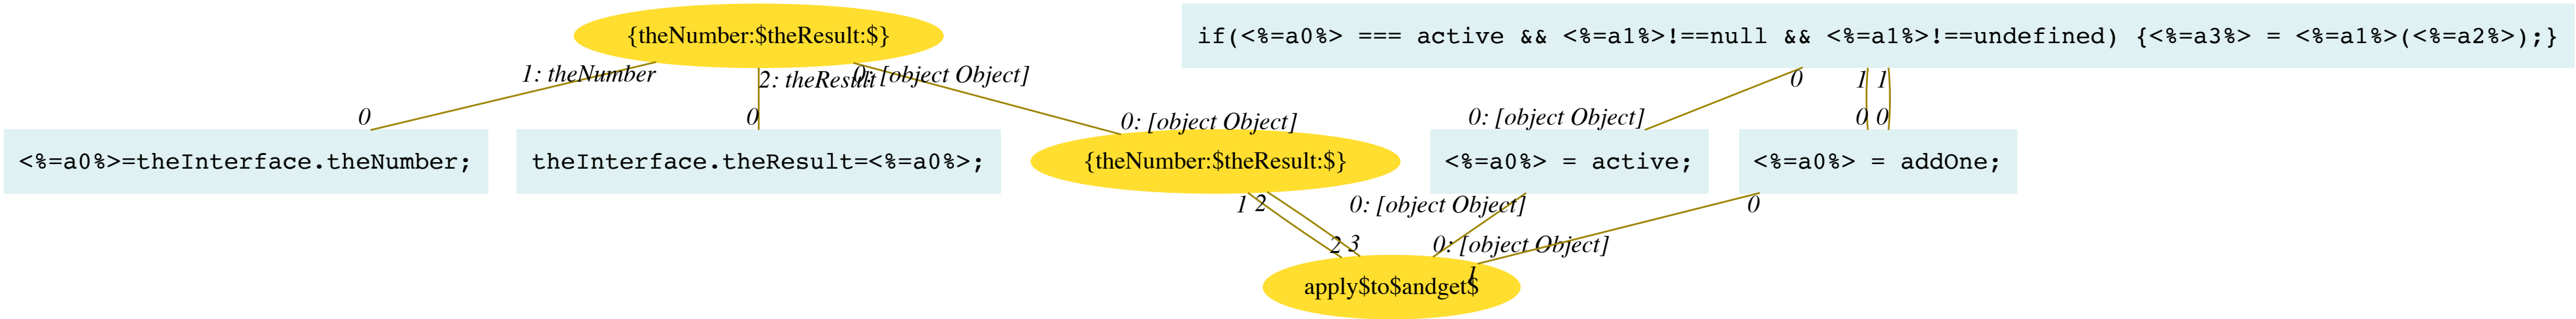 {theNumber:$theResult:$}
if(<%=a0%> === active && <%=a1%>!==null && <%=a1%>!==undefined) {<%=a3%> = <%=a1%>(<%=a2%>);}
1: theNumber
2: theResult
0: [object Object]
0
1
1
0
0
0: [object Object]
0: [object Object]
0
0
<%=a0%>=theInterface.theNumber;
theInterface.theResult=<%=a0%>;
{theNumber:$theResult:$}
<%=a0%> = active;
<%=a0%> = addOne;
1
2
0: [object Object]
0
2
3
0: [object Object]
1
apply$to$andget$